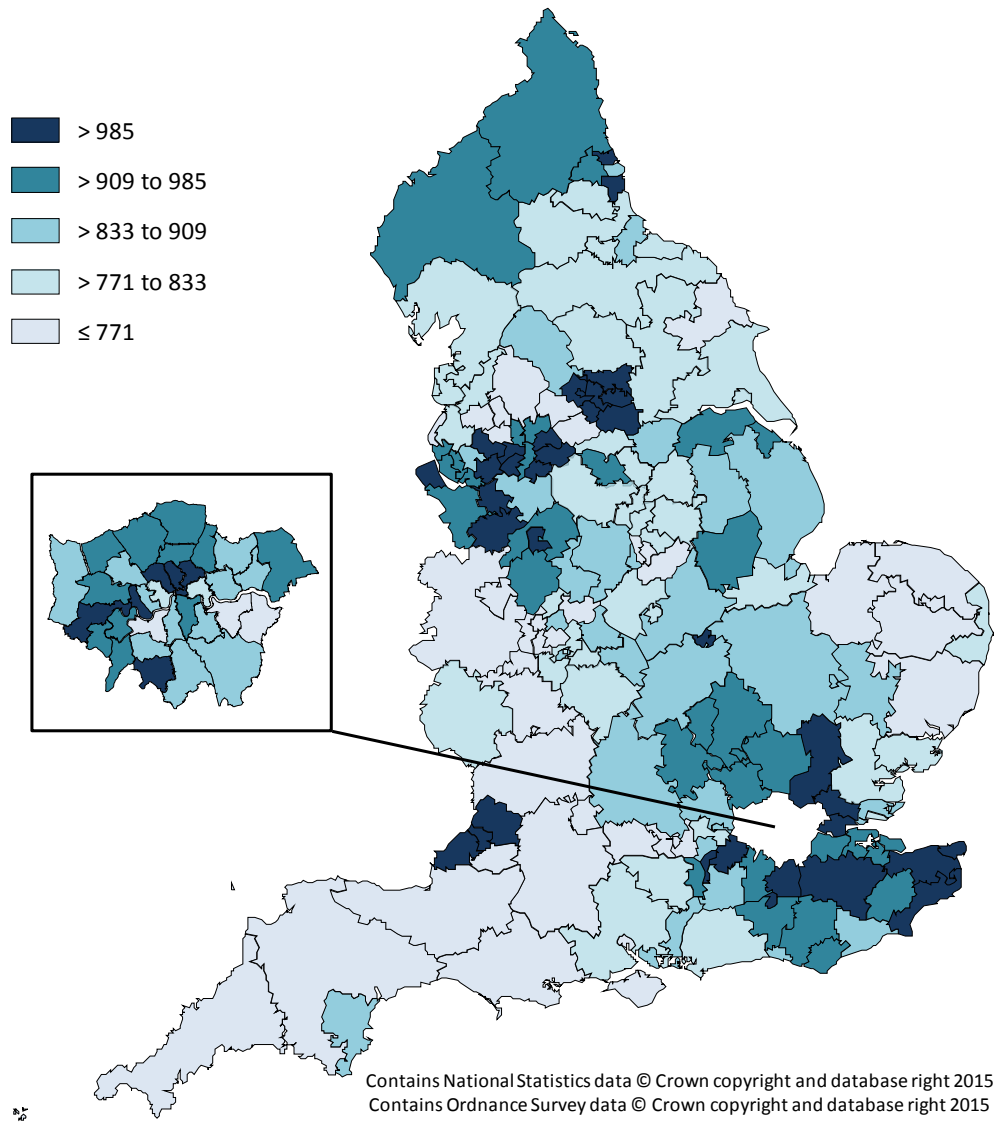 > 985
> 909 to 985
> 833 to 909
> 771 to 833
≤ 771
Contains National Statistics data © Crown copyright and database right 2015
Contains Ordnance Survey data © Crown copyright and database right 2015